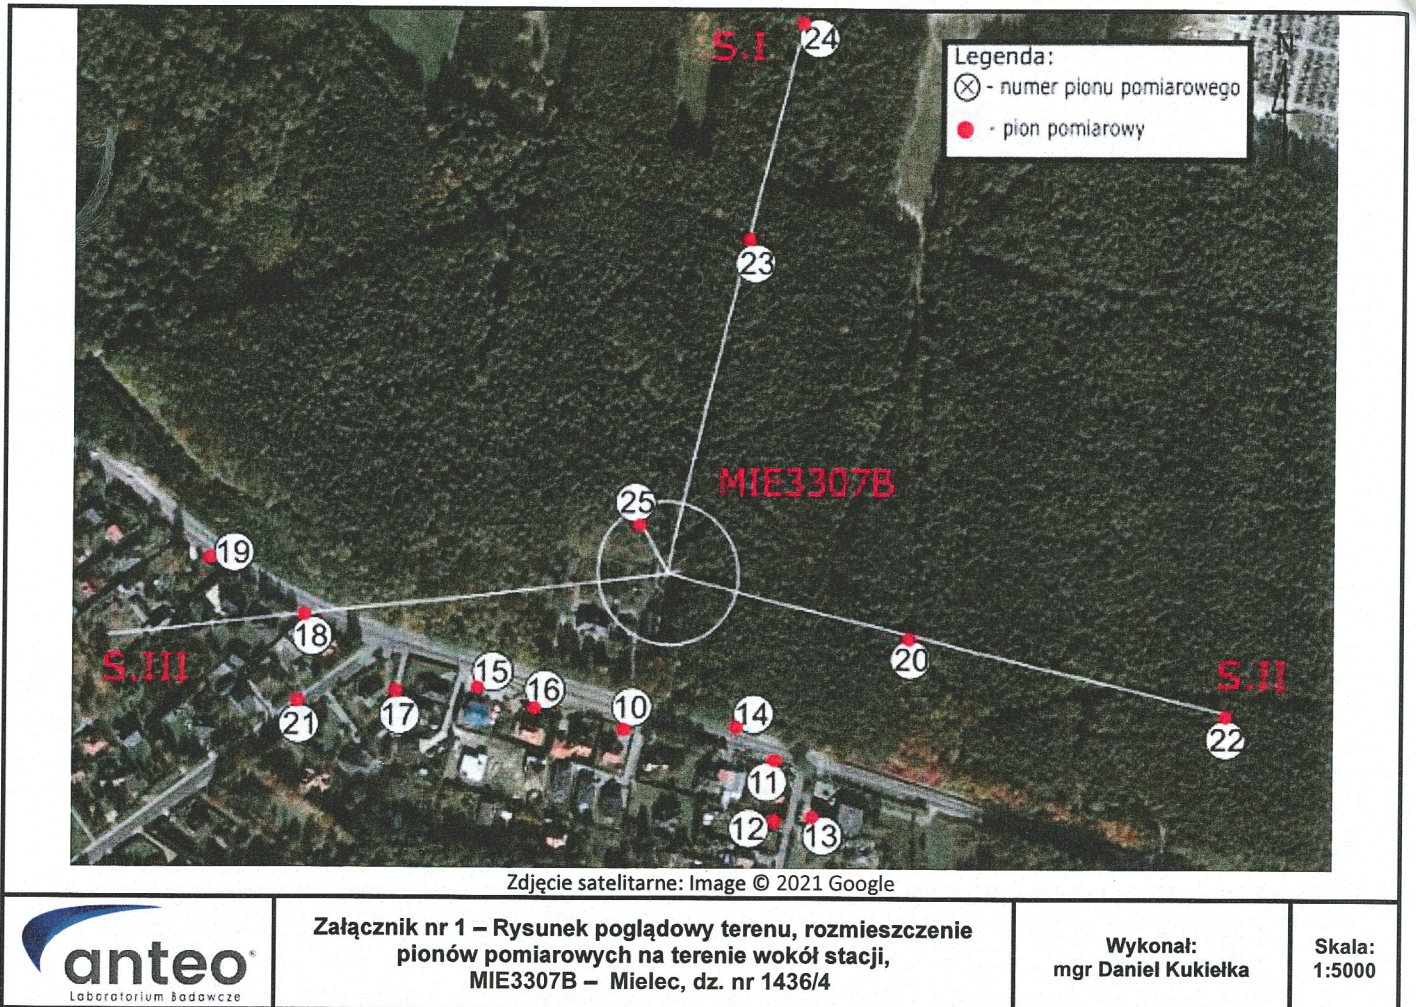 S.I
24
N
Legenda:
- numer pionu pomiarowego
- pion pomiarowy
23
MIE3307B
25
19
18
S.III
20
S.II
15
16
10
14
21
17
22
11
12
13
Zdjęcie satelitarne: Image © 2021 Google
anteo
Laboratorium Badawcze
Załącznik nr 1 – Rysunek poglądowy terenu, rozmieszczenie
pionów pomiarowych na terenie wokół stacji,
MIE3307B – Mielec, dz. nr 1436/4
Wykonał:
mgr Daniel Kukiełka
Skala:
1:5000